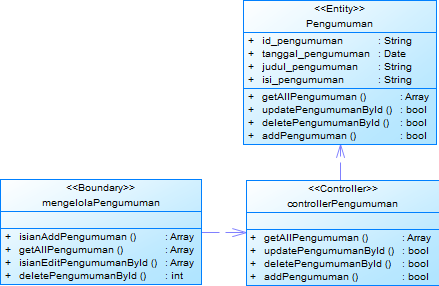 <<Entity>>
Pengumuman
+ id_pengumuman : String
+ tanggal_pengumuman : Date
+ judul_pengumuman : String
+ isi_pengumuman : String
+ getAllPengumuman () : Array
+ updatePengumumanById () : bool
+ deletePengumumanById () : bool
+ addPengumuman () : bool
<<Boundary>>
mengelolaPengumuman
+ isianAddPengumuman () : Array
+ getAllPengumuman () : Array
+ isianEditPengumumanById () : Array
+ deletePengumumanById () : int
<<Controller>>
controllerPengumuman
+ getAllPengumuman () : Array
+ updatePengumumanById () : bool
+ deletePengumumanById () : bool
+ addPengumuman () : bool